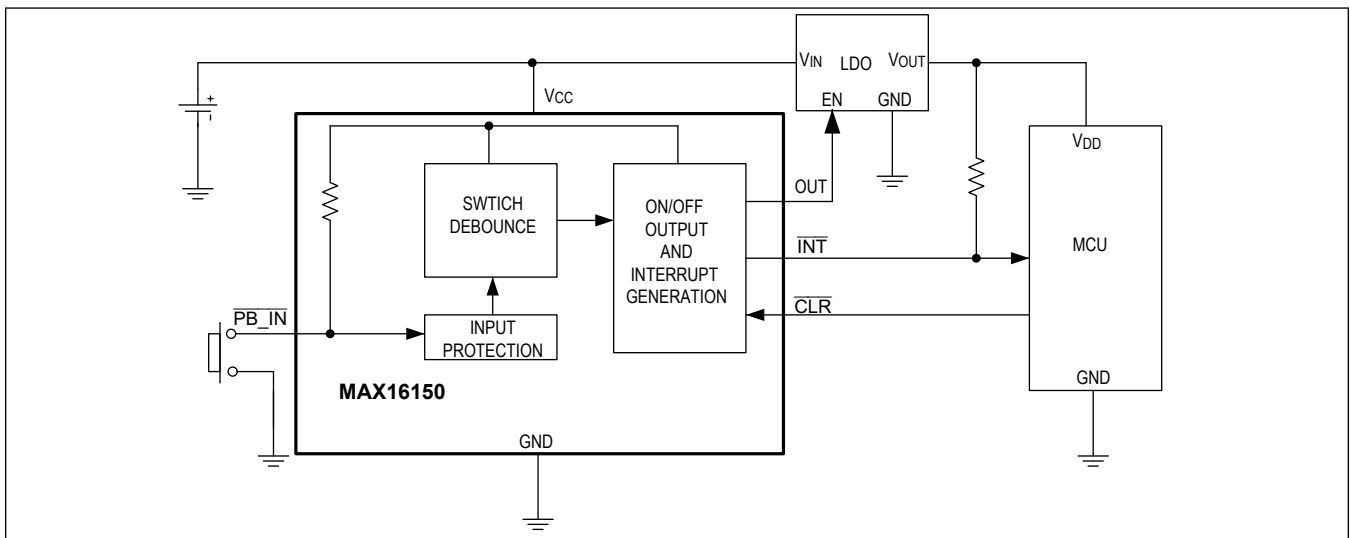 VIN LDO VOUT
EN GND
+
-
VCC
VDD
SWTICH
DEBOUNCE
ON/OFF
OUTPUT
AND
INTERRUPT
GENERATION
OUT
INT
MCU
CLR
PB_IN
INPUT
PROTECTION
MAX16150
GND
GND